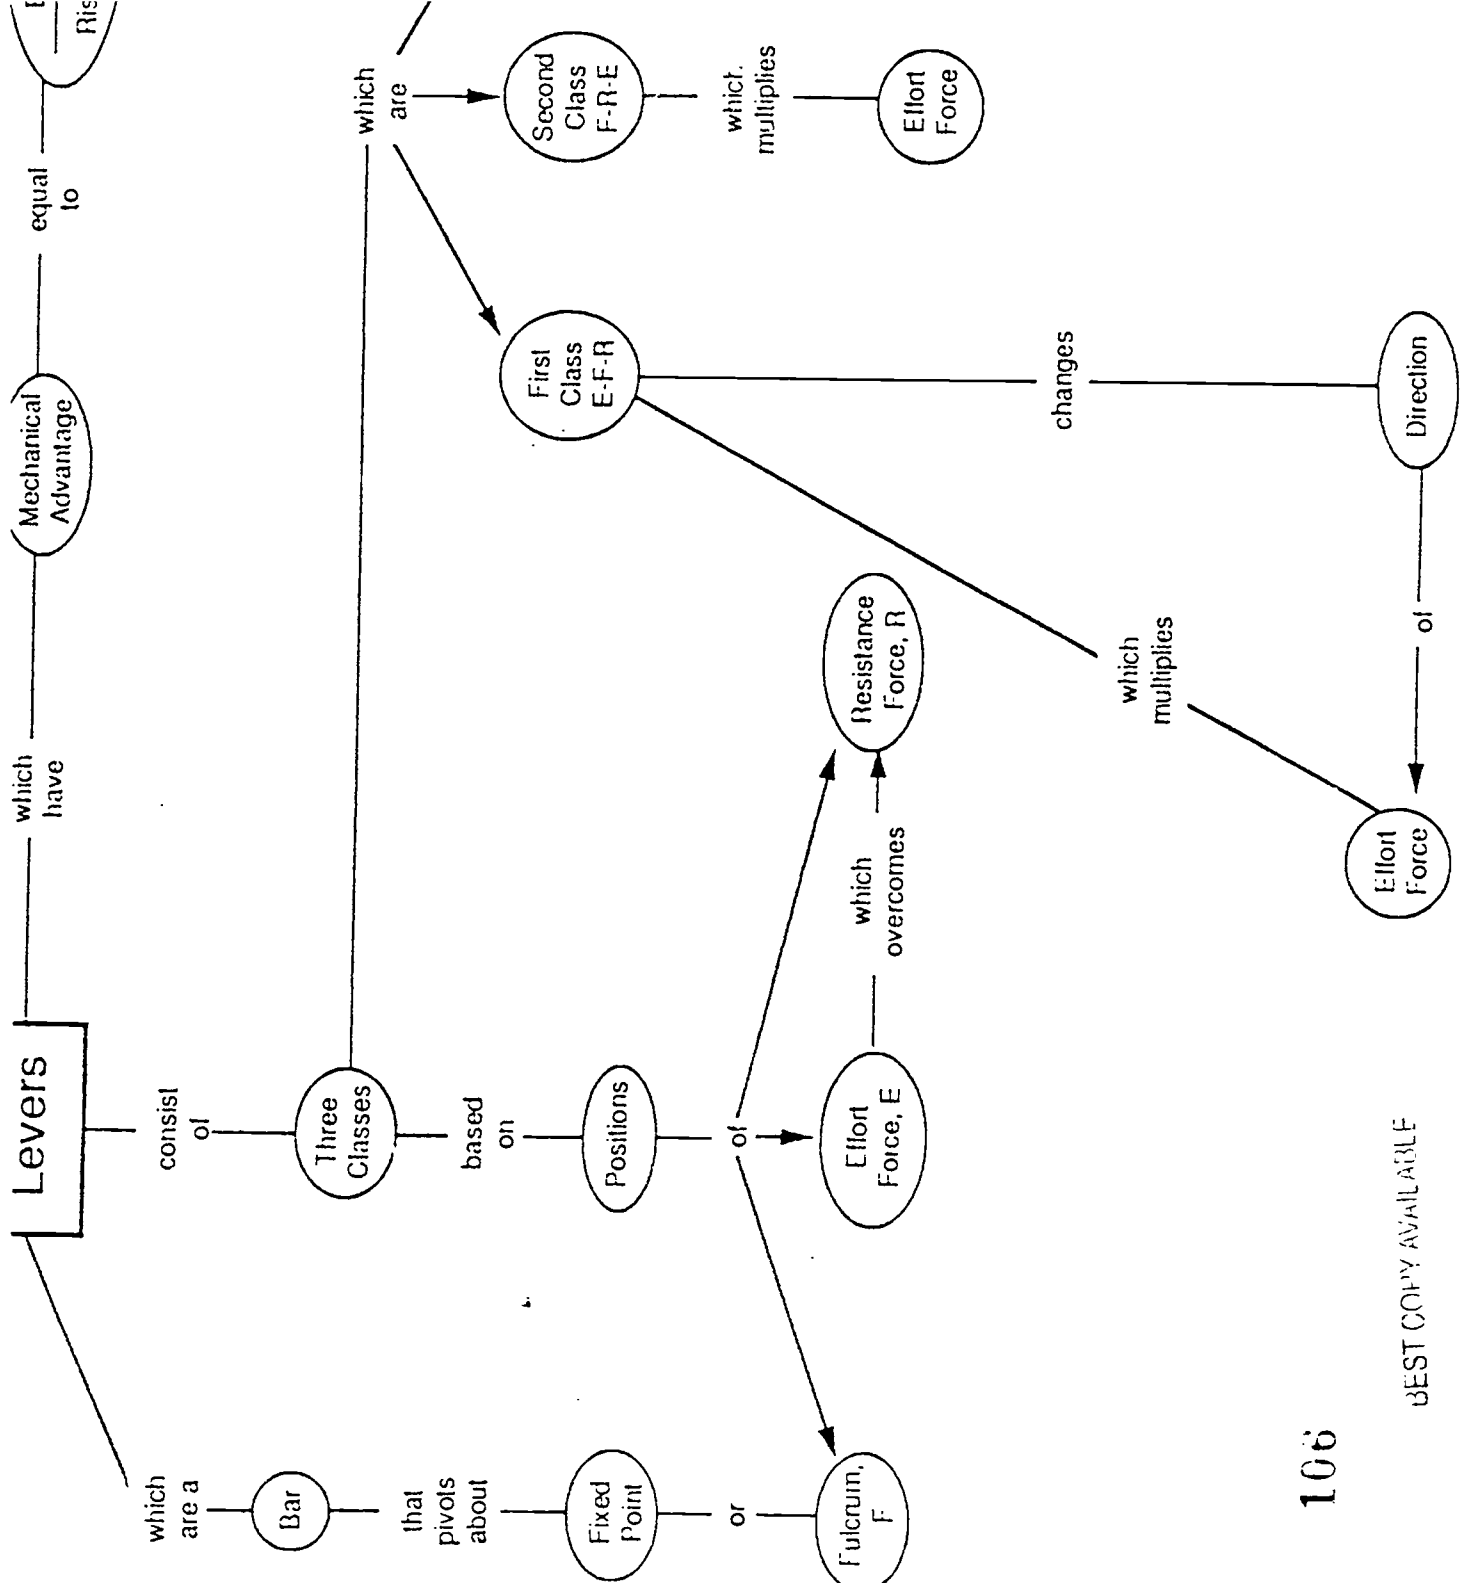 Levers
which
have
Mechanical
Advantage
equal
to
Ris
consist
of
Three
Classes
which
are
First
Class
E-F-R
Second
Class
F-R-E
which
multiplies
Effort
Force
changes
Direction
of
Effort
Force
which
multiplies
based
on
Positions
of
Effort
Force, E
which
overcomes
Resistance
Force, R
which
are a
Bar
that
pivots
about
Fixed
Point
or
Fulcrum,
F
106
BEST COPY AVAILABLE